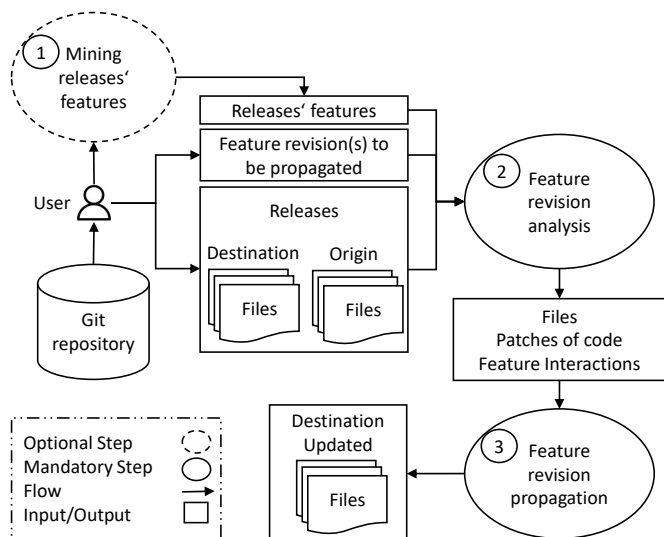 1
Mining
releases'
features
Releases' features
Feature revision(s) to
be propagated
User
Releases
Destination
Origin
Files
Files
Git
repository
2
Feature
revision
analysis
Files
Patches of code
Feature Interactions
3
Feature
revision
propagation
Destination
Updated
Files
Optional Step
Mandatory Step
Flow
Input/Output